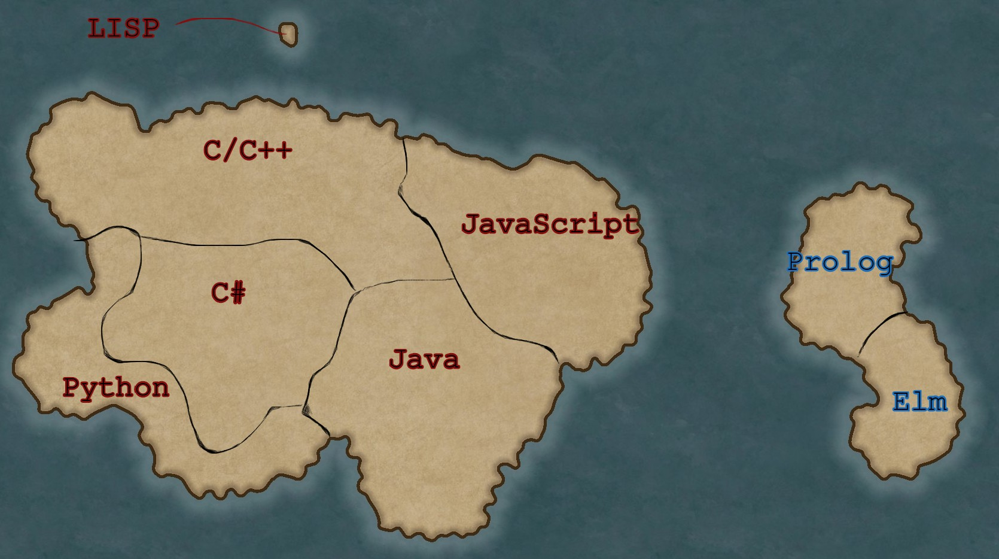 LISP
C/C++
JavaScript
Prolog
C#
Java
Python
Elm